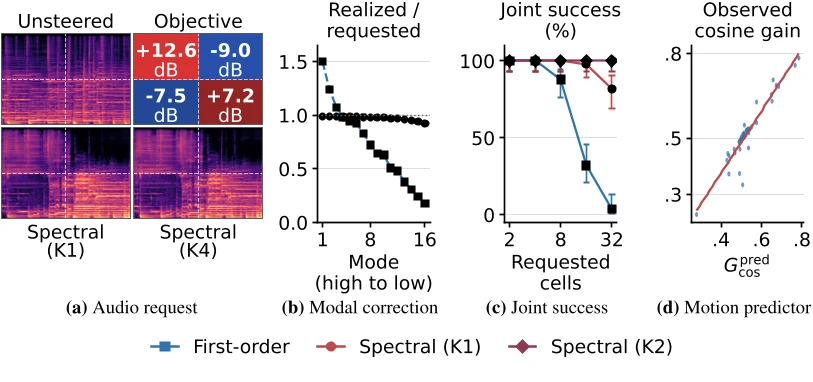 Unsteered
Objective
+12.6
dB
-9.0
dB
-7.5
dB
+7.2
dB
Spectral
(K1)
Spectral
(K4)
(a) Audio request
Realized /
requested
1.5
1.0
0.5
0.0
1
8
16
Mode
(high to low)
(b) Modal correction
Joint success
(%)
100
50
0
2
8
32
Requested
cells
(c) Joint success
Observed
cosine gain
.8
.5
.3
.4
.6
.8
G_cos^pred
(d) Motion predictor
First-order
Spectral (K1)
Spectral (K2)